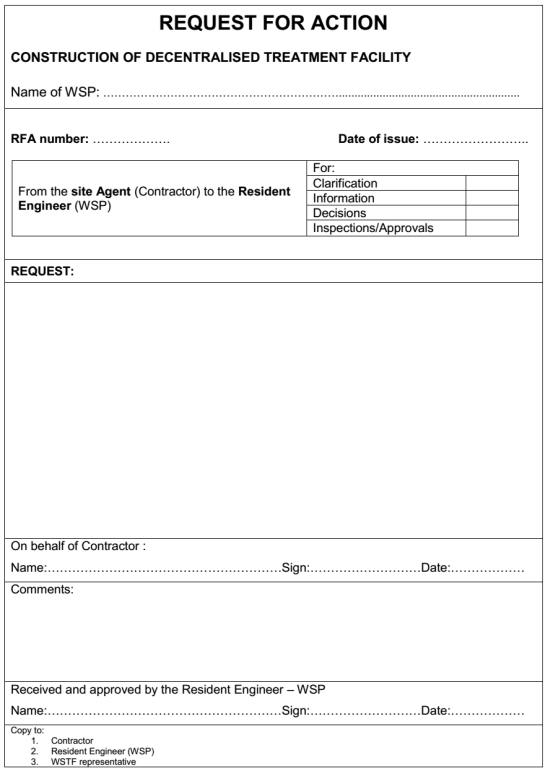 REQUEST FOR ACTION
CONSTRUCTION OF DECENTRALISED TREATMENT FACILITY
Name of WSP: ……………………………………………………………………………………
RFA number: ………………. Date of issue: ……………………..
From the site Agent (Contractor) to the Resident
Engineer (WSP)
For:
Clarification
Information
Decisions
Inspections/Approvals
REQUEST:
On behalf of Contractor :
Name:…………………………………………………Sign:………………………Date:………………
Comments:
Received and approved by the Resident Engineer – WSP
Name:…………………………………………………Sign:………………………Date:………………
Copy to:
1. Contractor
2. Resident Engineer (WSP)
3. WSTF representative